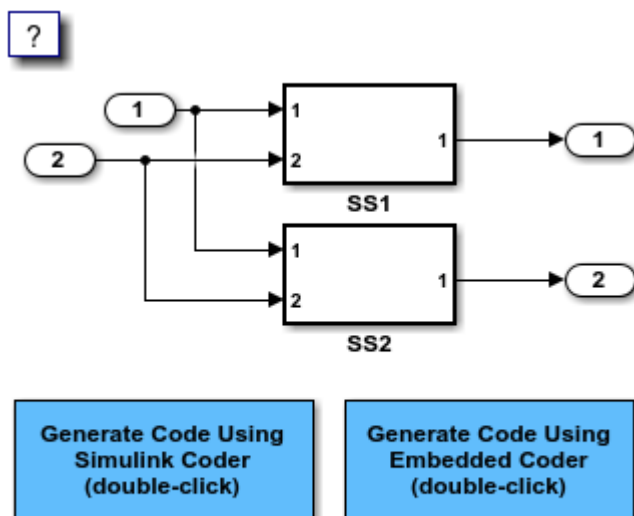 ?
1
1
1
1
2
2
SS1
1
1
2
2
SS2
Generate Code Using
Simulink Coder
(double-click)
Generate Code Using
Embedded Coder
(double-click)